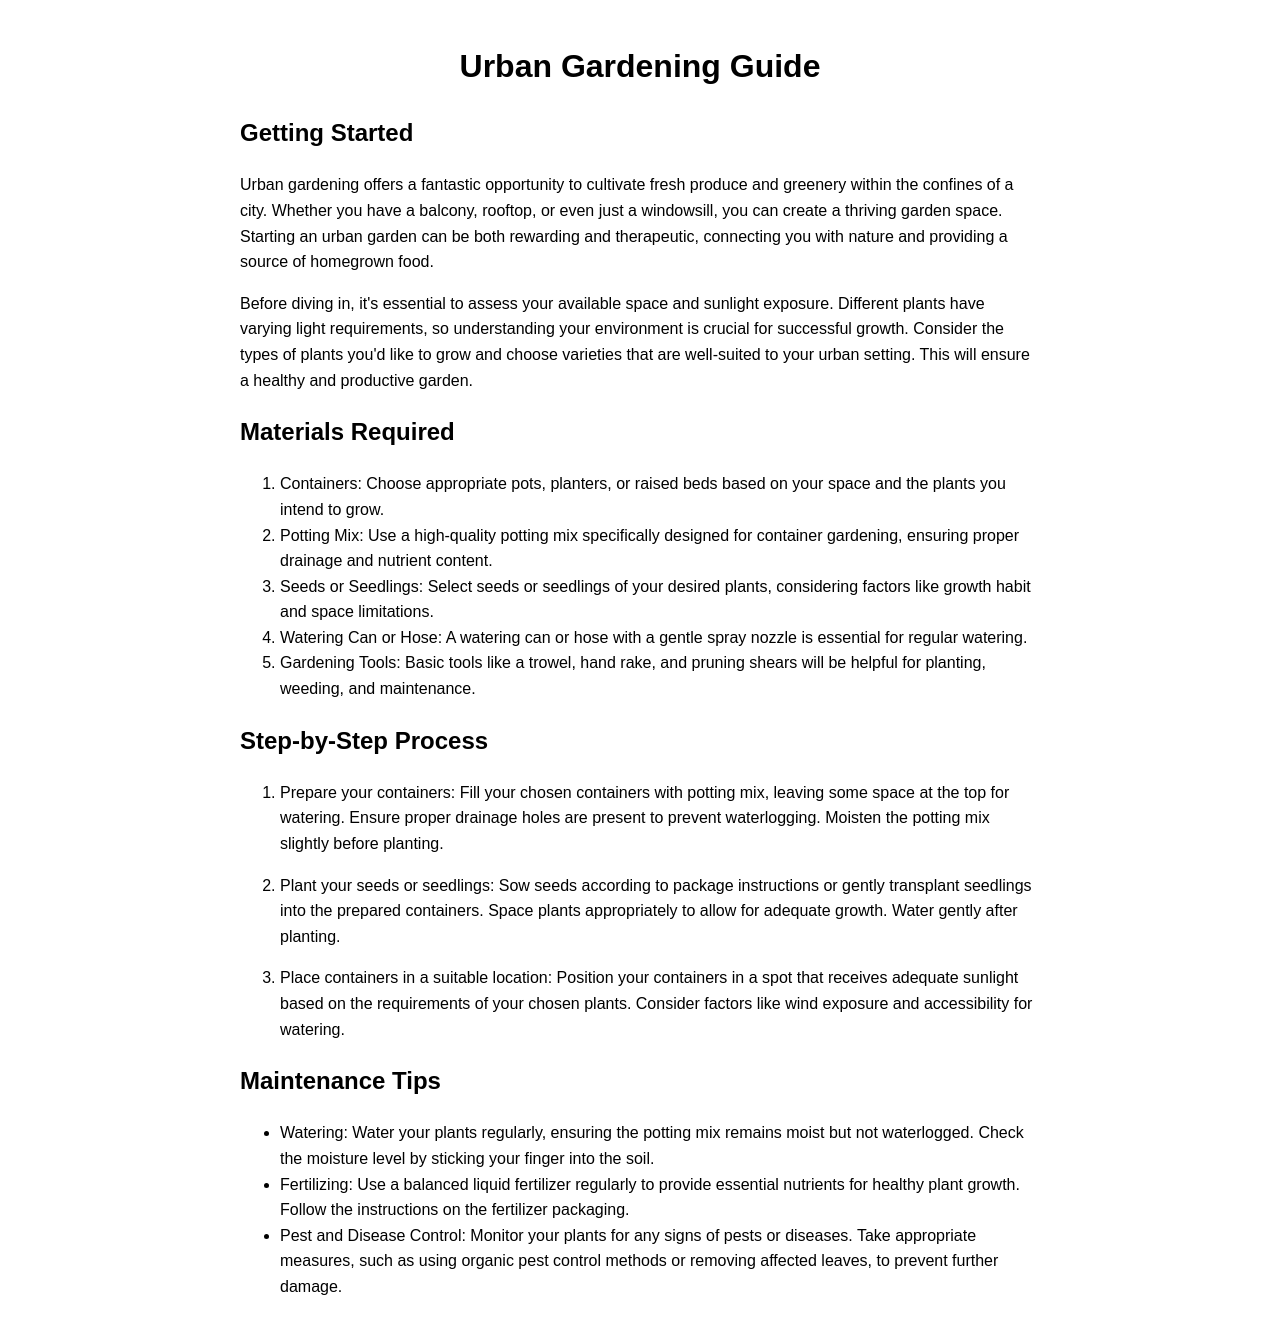 Urban Gardening Guide
Getting Started
Urban gardening offers a fantastic opportunity to cultivate fresh produce and greenery within the confines of a
city. Whether you have a balcony, rooftop, or even just a windowsill, you can create a thriving garden space.
Starting an urban garden can be both rewarding and therapeutic, connecting you with nature and providing a
source of homegrown food.
Before diving in, it's essential to assess your available space and sunlight exposure. Different plants have
varying light requirements, so understanding your environment is crucial for successful growth. Consider the
types of plants you'd like to grow and choose varieties that are well-suited to your urban setting. This will ensure
a healthy and productive garden.
Materials Required
1. Containers: Choose appropriate pots, planters, or raised beds based on your space and the plants you
intend to grow.
2. Potting Mix: Use a high-quality potting mix specifically designed for container gardening, ensuring proper
drainage and nutrient content.
3. Seeds or Seedlings: Select seeds or seedlings of your desired plants, considering factors like growth habit
and space limitations.
4. Watering Can or Hose: A watering can or hose with a gentle spray nozzle is essential for regular watering.
5. Gardening Tools: Basic tools like a trowel, hand rake, and pruning shears will be helpful for planting,
weeding, and maintenance.
Step-by-Step Process
1. Prepare your containers: Fill your chosen containers with potting mix, leaving some space at the top for
watering. Ensure proper drainage holes are present to prevent waterlogging. Moisten the potting mix
slightly before planting.
2. Plant your seeds or seedlings: Sow seeds according to package instructions or gently transplant seedlings
into the prepared containers. Space plants appropriately to allow for adequate growth. Water gently after
planting.
3. Place containers in a suitable location: Position your containers in a spot that receives adequate sunlight
based on the requirements of your chosen plants. Consider factors like wind exposure and accessibility for
watering.
Maintenance Tips
• Watering: Water your plants regularly, ensuring the potting mix remains moist but not waterlogged. Check
the moisture level by sticking your finger into the soil.
• Fertilizing: Use a balanced liquid fertilizer regularly to provide essential nutrients for healthy plant growth.
Follow the instructions on the fertilizer packaging.
• Pest and Disease Control: Monitor your plants for any signs of pests or diseases. Take appropriate
measures, such as using organic pest control methods or removing affected leaves, to prevent further
damage.